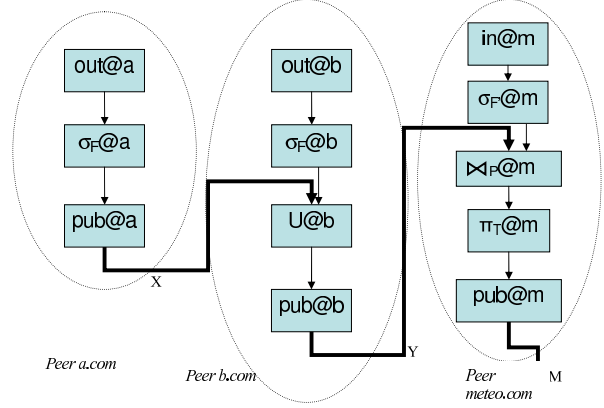 out@a
σF@a
pub@a
X
Peer a.com
out@b
σF@b
U@b
pub@b
Y
Peer b.com
in@m
σF'@m
⋈P@m
πT@m
pub@m
M
Peer
meteo.com